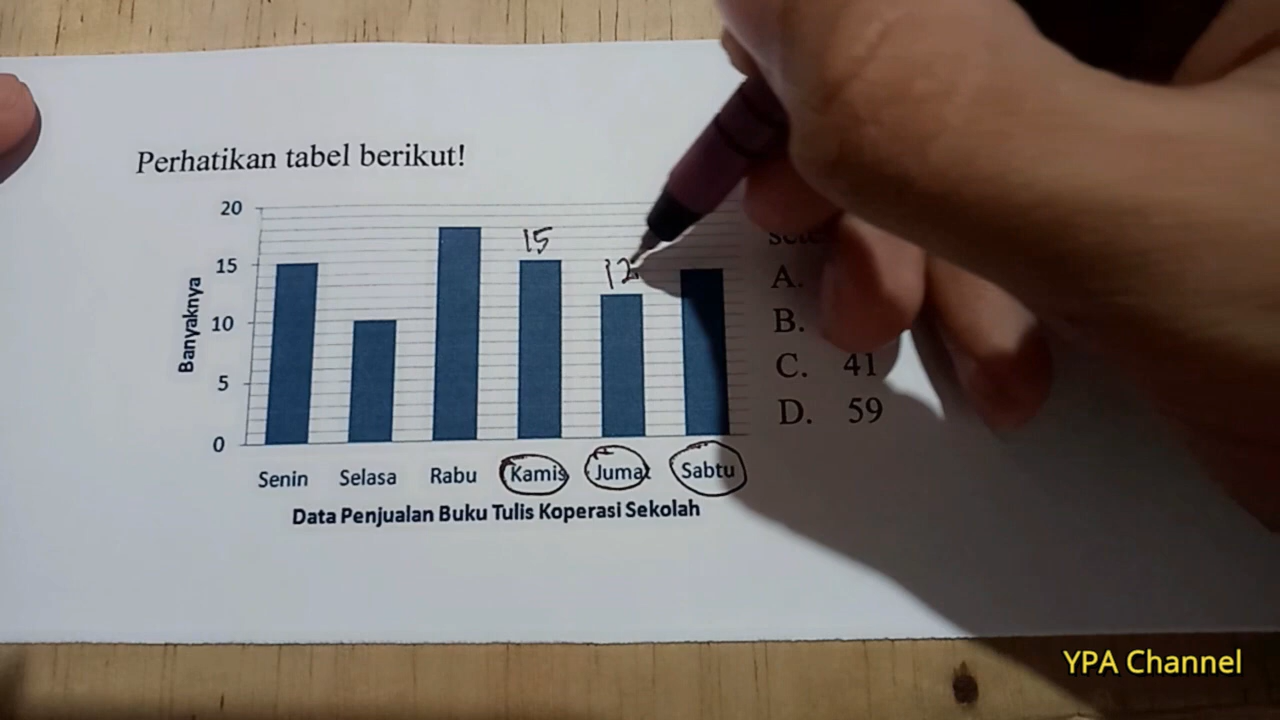 Perhatikan tabel berikut!
20
15
10
5
0
Banyaknya
15
12
Senin Selasa Rabu Kamis Jumat Sabtu
Data Penjualan Buku Tulis Koperasi Sekolah
A.
B.
C. 41
D. 59
YPA Channel